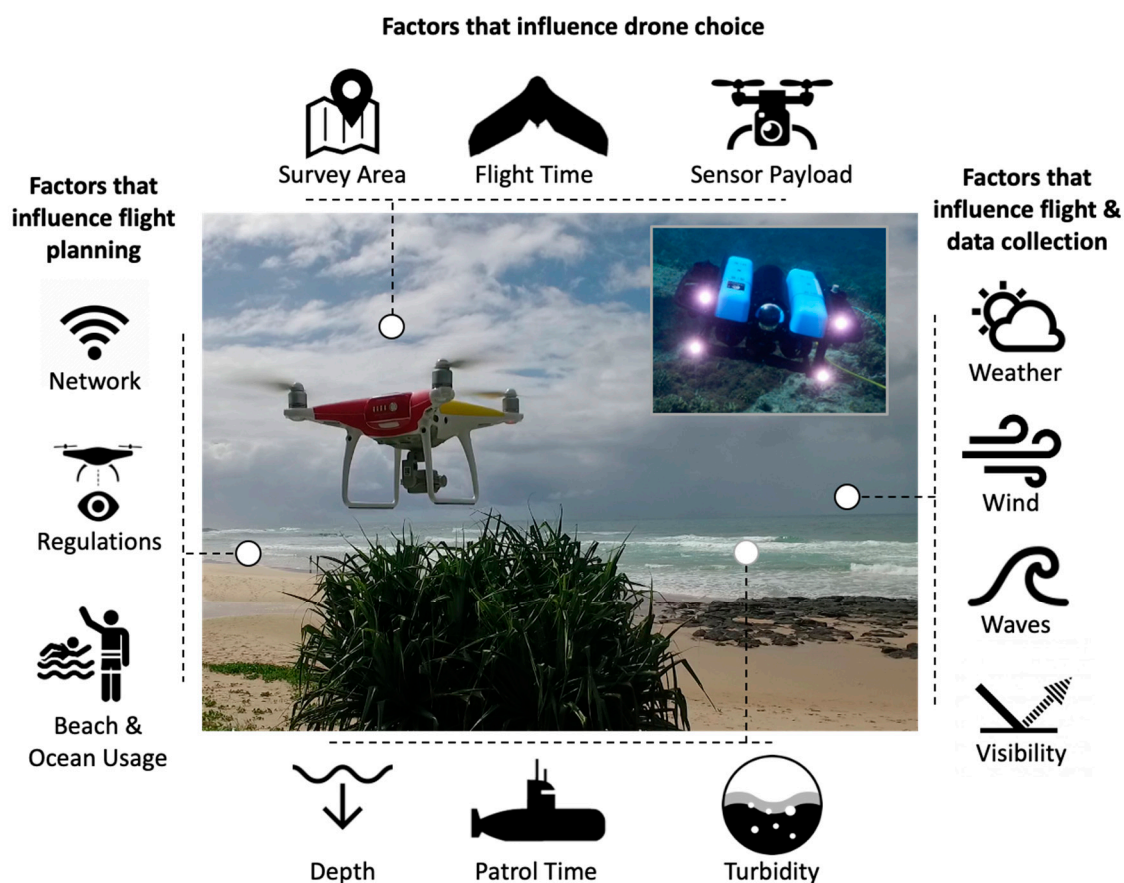 Factors that influence drone choice
Survey Area
Flight Time
Sensor Payload
Factors that
influence flight
planning
Network
Regulations
Beach &
Ocean Usage
Factors that
influence flight &
data collection
Weather
Wind
Waves
Visibility
Depth
Patrol Time
Turbidity